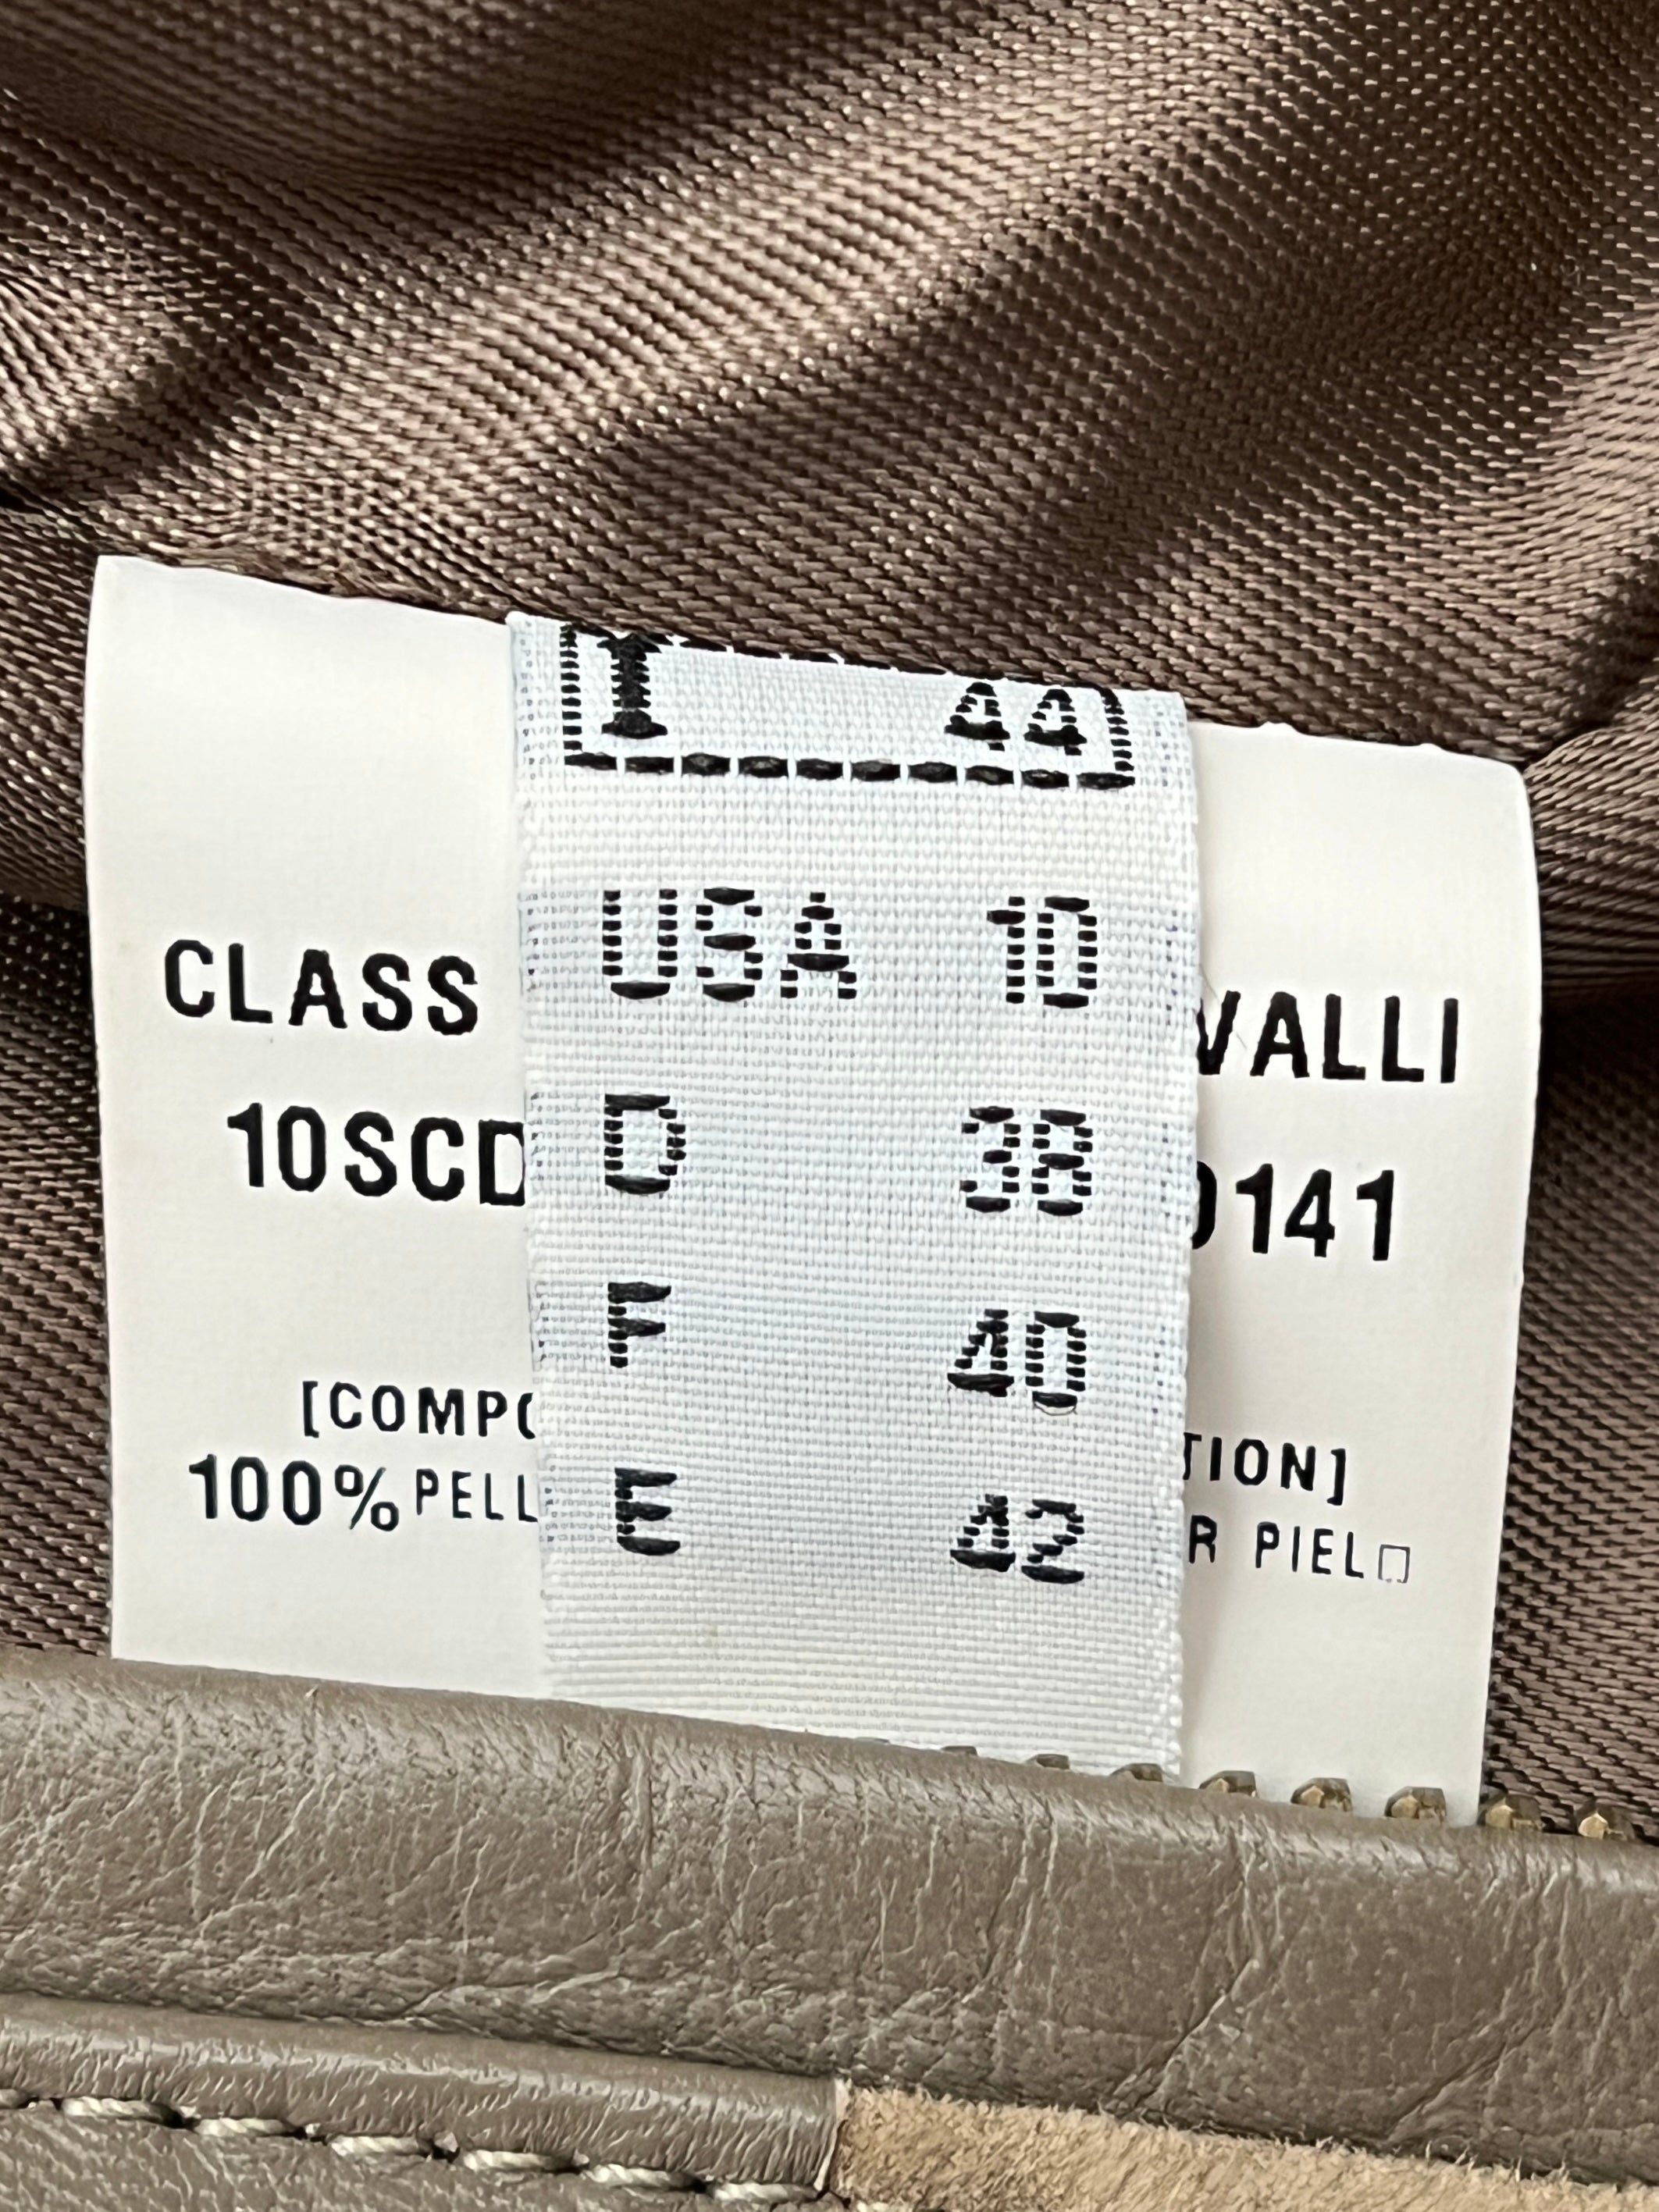 I 44
USA 10
D 38
F 40
E 42
CLASS VALLI
10SCD 0141
[COMPO TION]
100% PELL R PIEL